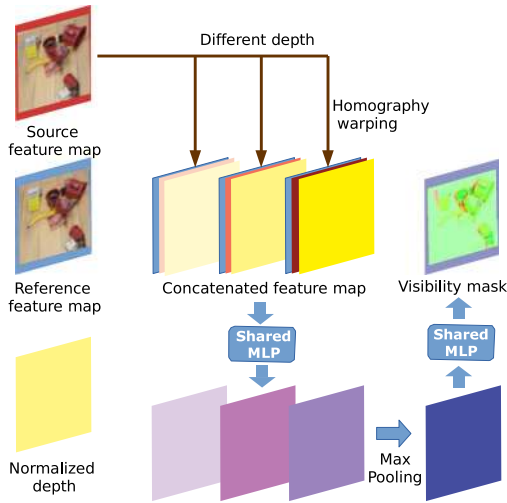 Different depth
Homography
warping
Source
feature map
Reference
feature map
Concatenated feature map
Visibility mask
Shared
MLP
Shared
MLP
Normalized
depth
Max
Pooling